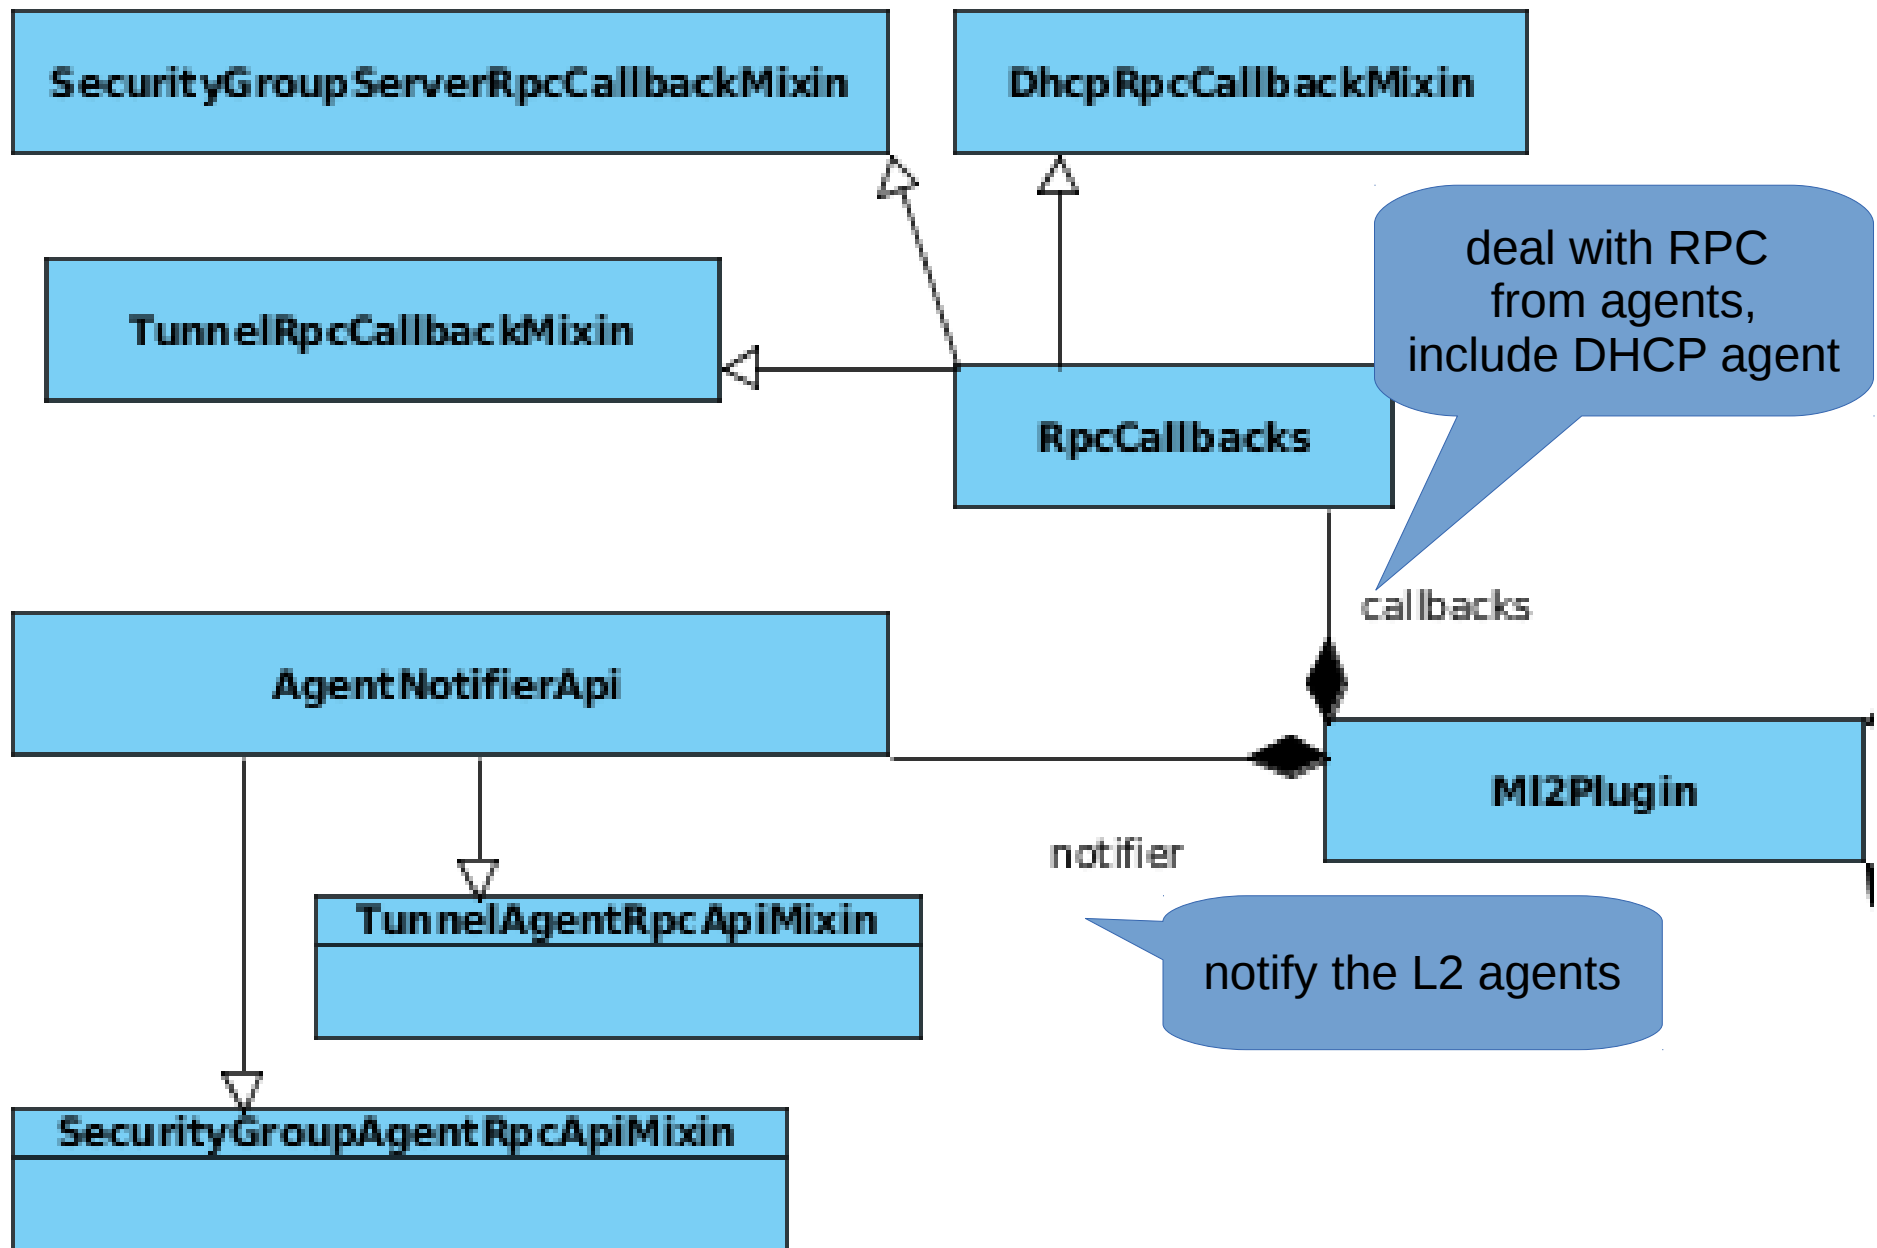 SecurityGroupServerRpcCallbackMixin
DhcpRpcCallbackMixin
deal with RPC
from agents,
include DHCP agent
TunnelRpcCallbackMixin
RpcCallbacks
callbacks
AgentNotifierApi
Ml2Plugin
notifier
TunnelAgentRpcApiMixin
notify the L2 agents
SecurityGroupAgentRpcApiMixin